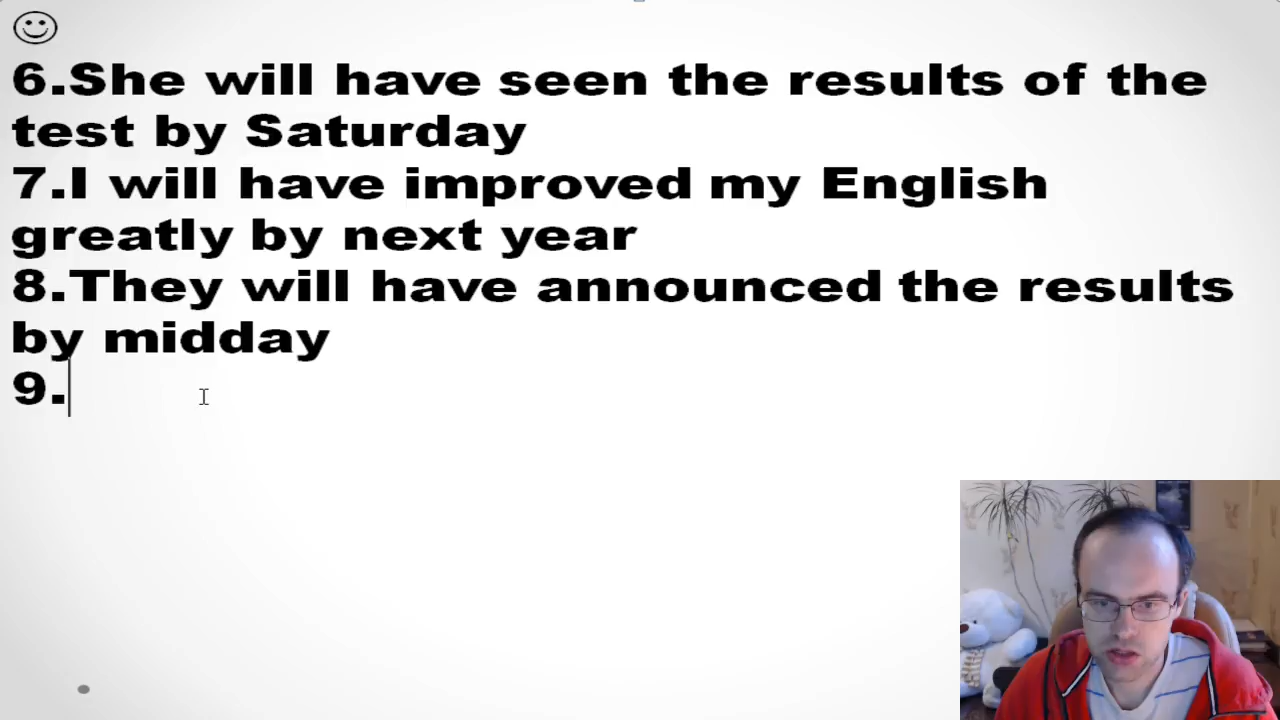 6.She will have seen the results of the
test by Saturday
7.I will have improved my English
greatly by next year
8.They will have announced the results
by midday
9.